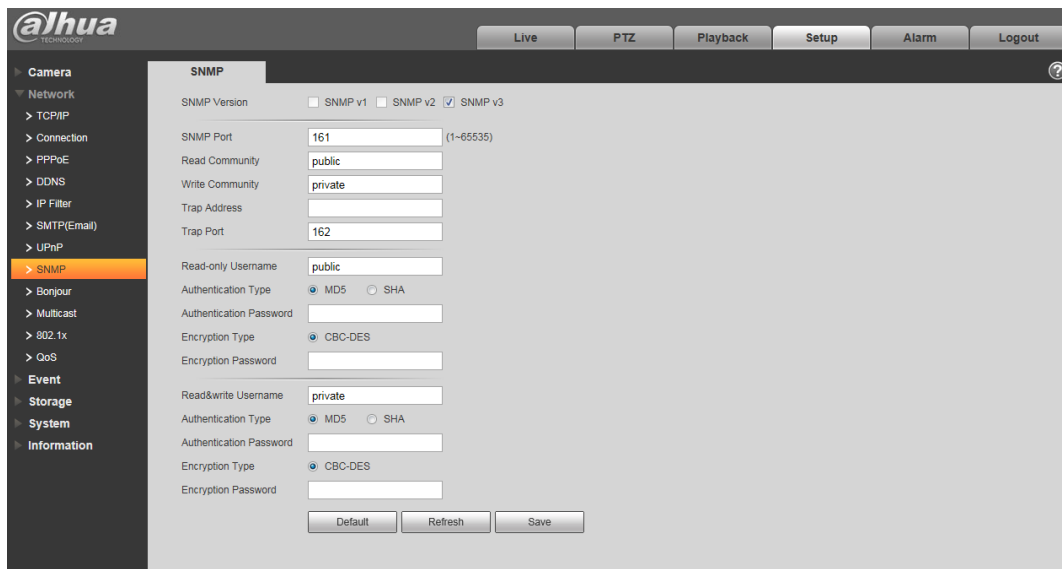 alhua
TECHNOLOGY
Live PTZ Playback Setup Alarm Logout
Camera
Network
> TCP/IP
> Connection
> PPPoE
> DDNS
> IP Filter
> SMTP(Email)
> UPnP
> SNMP
> Bonjour
> Multicast
> 802.1x
> QoS
Event
Storage
System
Information
SNMP
?
SNMP Version SNMP v1 SNMP v2 SNMP v3
SNMP Port 161 (1~65535)
Read Community public
Write Community private
Trap Address
Trap Port 162
Read-only Username public
Authentication Type MD5 SHA
Authentication Password
Encryption Type CBC-DES
Encryption Password
Read&write Username private
Authentication Type MD5 SHA
Authentication Password
Encryption Type CBC-DES
Encryption Password
Default Refresh Save